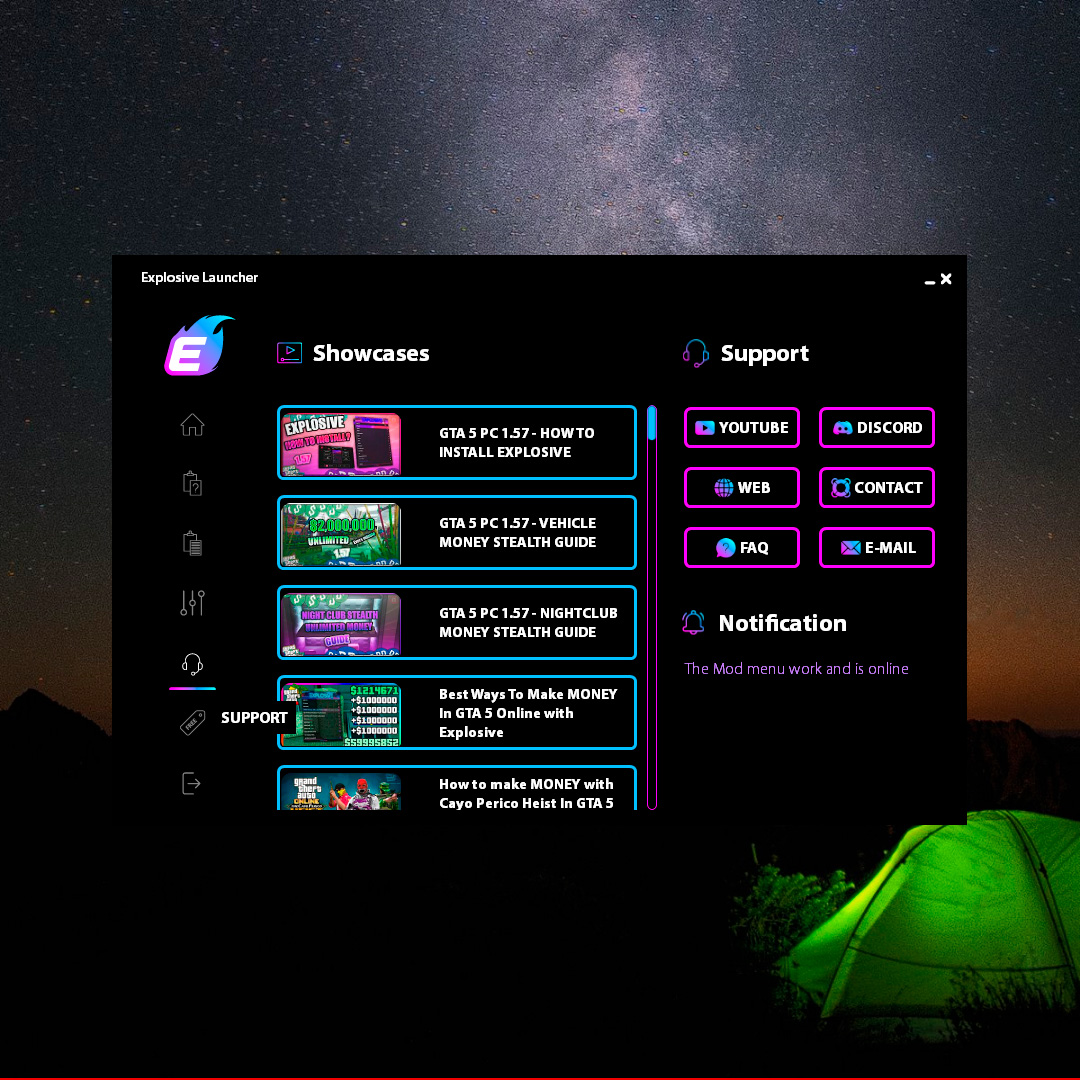 Explosive Launcher
E
Showcases
Support
EXPLOSIVE
HOW TO INSTALL?
1.57
GTA 5 PC 1.57 - HOW TO
INSTALL EXPLOSIVE
YOUTUBE
DISCORD
WEB
CONTACT
$2,000,000
UNLIMITED
1.57
GTA 5 PC 1.57 - VEHICLE
MONEY STEALTH GUIDE
FAQ
E-MAIL
NIGHT CLUB STEALTH
UNLIMITED MONEY
GUIDE
GTA 5 PC 1.57 - NIGHTCLUB
MONEY STEALTH GUIDE
Notification
The Mod menu work and is online
FREE
SUPPORT
$1214671
+$1000000
+$1000000
+$1000000
+$1000000
$59995852
Best Ways To Make MONEY
In GTA 5 Online with
Explosive
grand
theft
auto
ONLINE
How to make MONEY with
Cayo Perico Heist In GTA 5